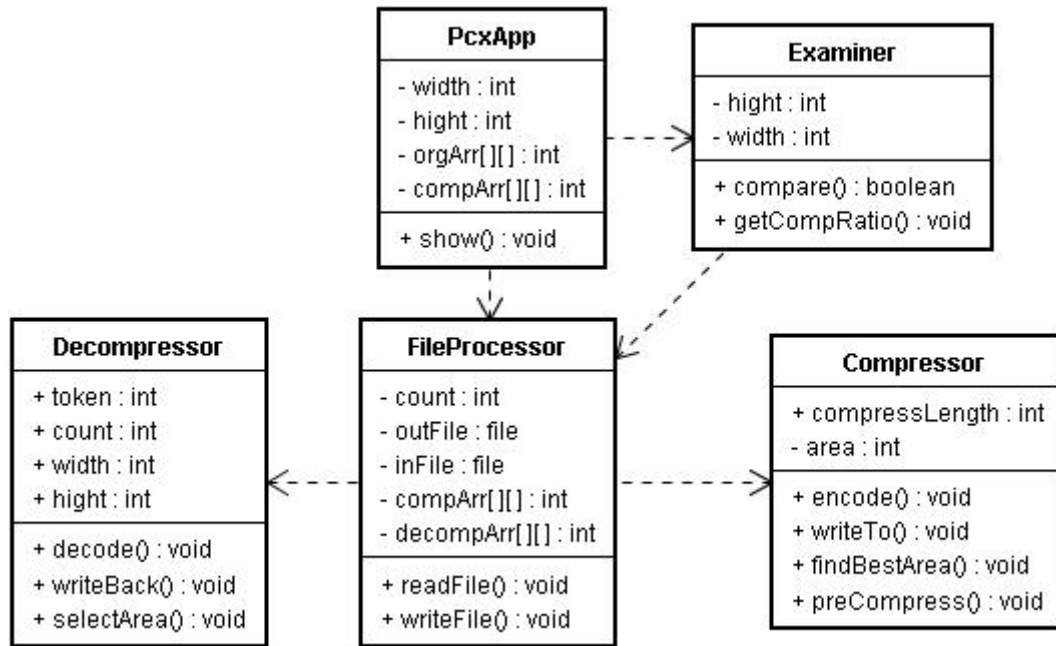 PcxApp
- width : int
- hight : int
- orgArr[ ][ ] : int
- compArr[ ][ ] : int
+ show() : void
Examiner
- hight : int
- width : int
+ compare() : boolean
+ getCompRatio() : void
Decompressor
+ token : int
+ count : int
+ width : int
+ hight : int
+ decode() : void
+ writeBack() : void
+ selectArea() : void
FileProcessor
- count : int
- outFile : file
- inFile : file
- compArr[ ][ ] : int
- decompArr[ ][ ] : int
+ readFile() : void
+ writeFile() : void
Compressor
+ compressLength : int
- area : int
+ encode() : void
+ writeTo() : void
+ findBestArea() : void
+ preCompress() : void